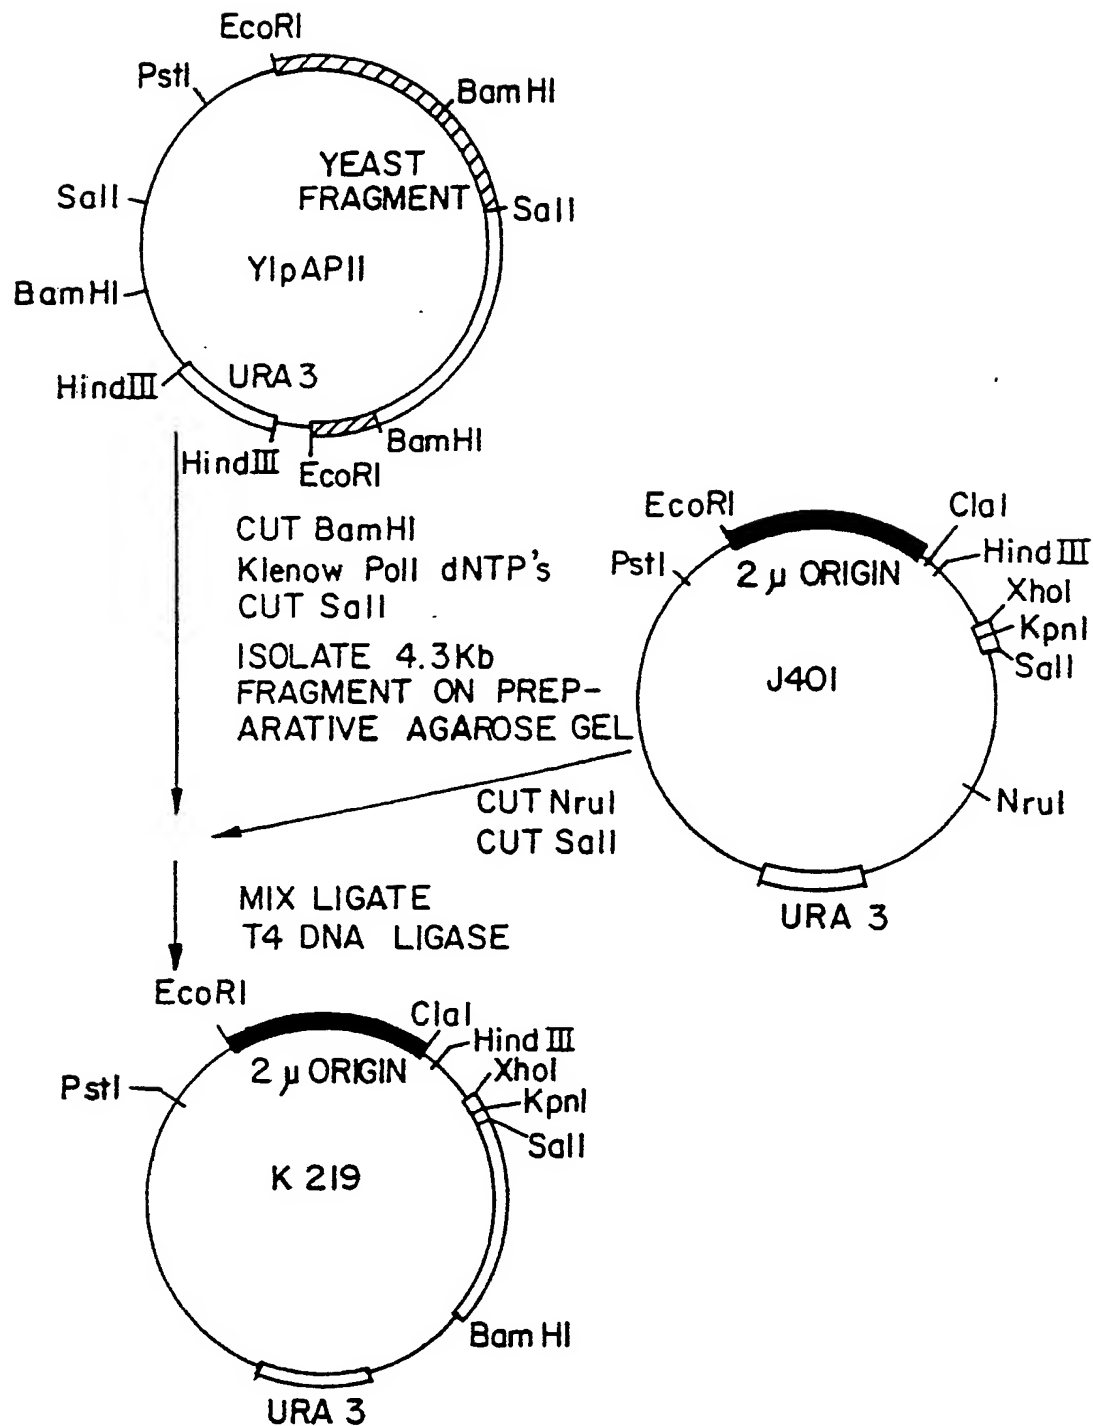 EcoRI
PstI
BamHI
YEAST
FRAGMENT
SalI
SalI
YIpAPII
BamHI
HindIII
URA3
BamHI
HindIII
EcoRI
CUT BamHI
Klenow PolI dNTP's
CUT SalI
ISOLATE 4.3Kb
FRAGMENT ON PREP-
ARATIVE AGAROSE GEL
EcoRI
ClaI
HindIII
PstI
2 μ ORIGIN
XhoI
KpnI
SalI
J401
NruI
CUT NruI
CUT SalI
URA 3
MIX LIGATE
T4 DNA LIGASE
EcoRI
ClaI
HindIII
2 μ ORIGIN
XhoI
PstI
KpnI
SalI
K 219
BamHI
URA 3